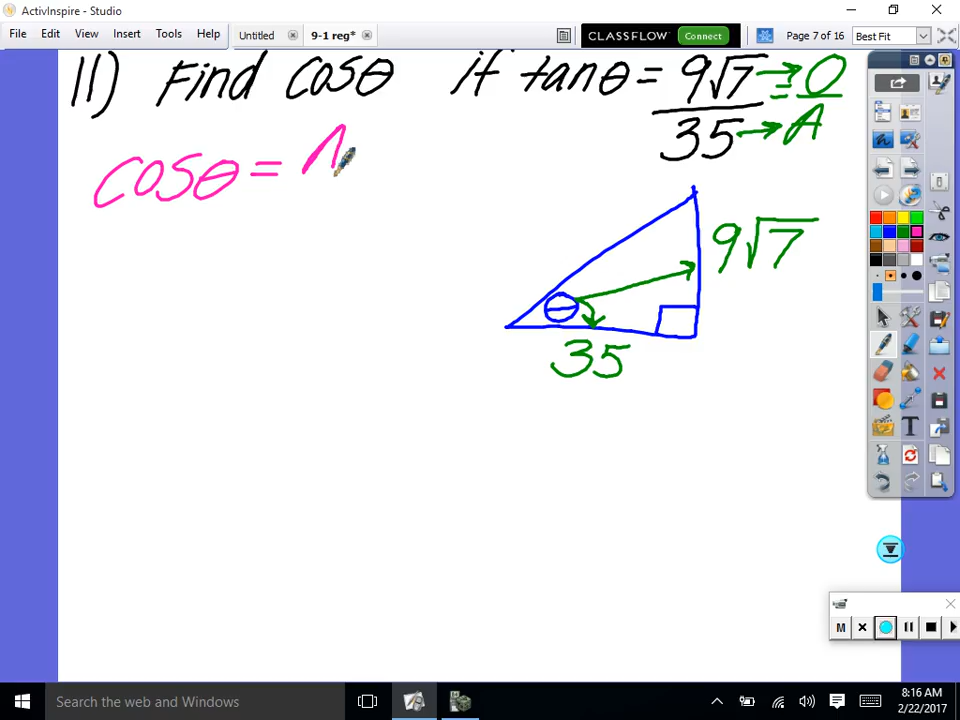 ActivInspire - Studio
File Edit View Insert Tools Help Untitled 9-1 reg* CLASSFLOW Connect Page 7 of 16 Best Fit
11) Find cosθ if tanθ = 9√7 → O
35 → A
=
cosθ =
9√7
θ
35
M
Search the web and Windows
8:16 AM
2/22/2017